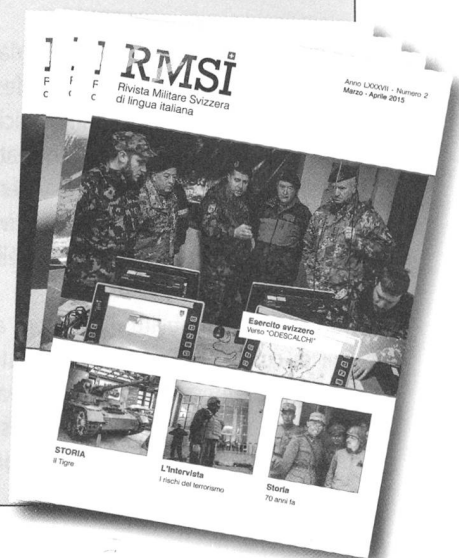 RMSI
Rivista Militare Svizzera
di lingua italiana
Anno LXXXVII - Numero 2
Marzo - Aprile 2015
Esercito svizzero
Verso "ODESCALCHI"
STORIA
il Tigre
L'Intervista
I rischi del terrorismo
Storia
70 anni fa